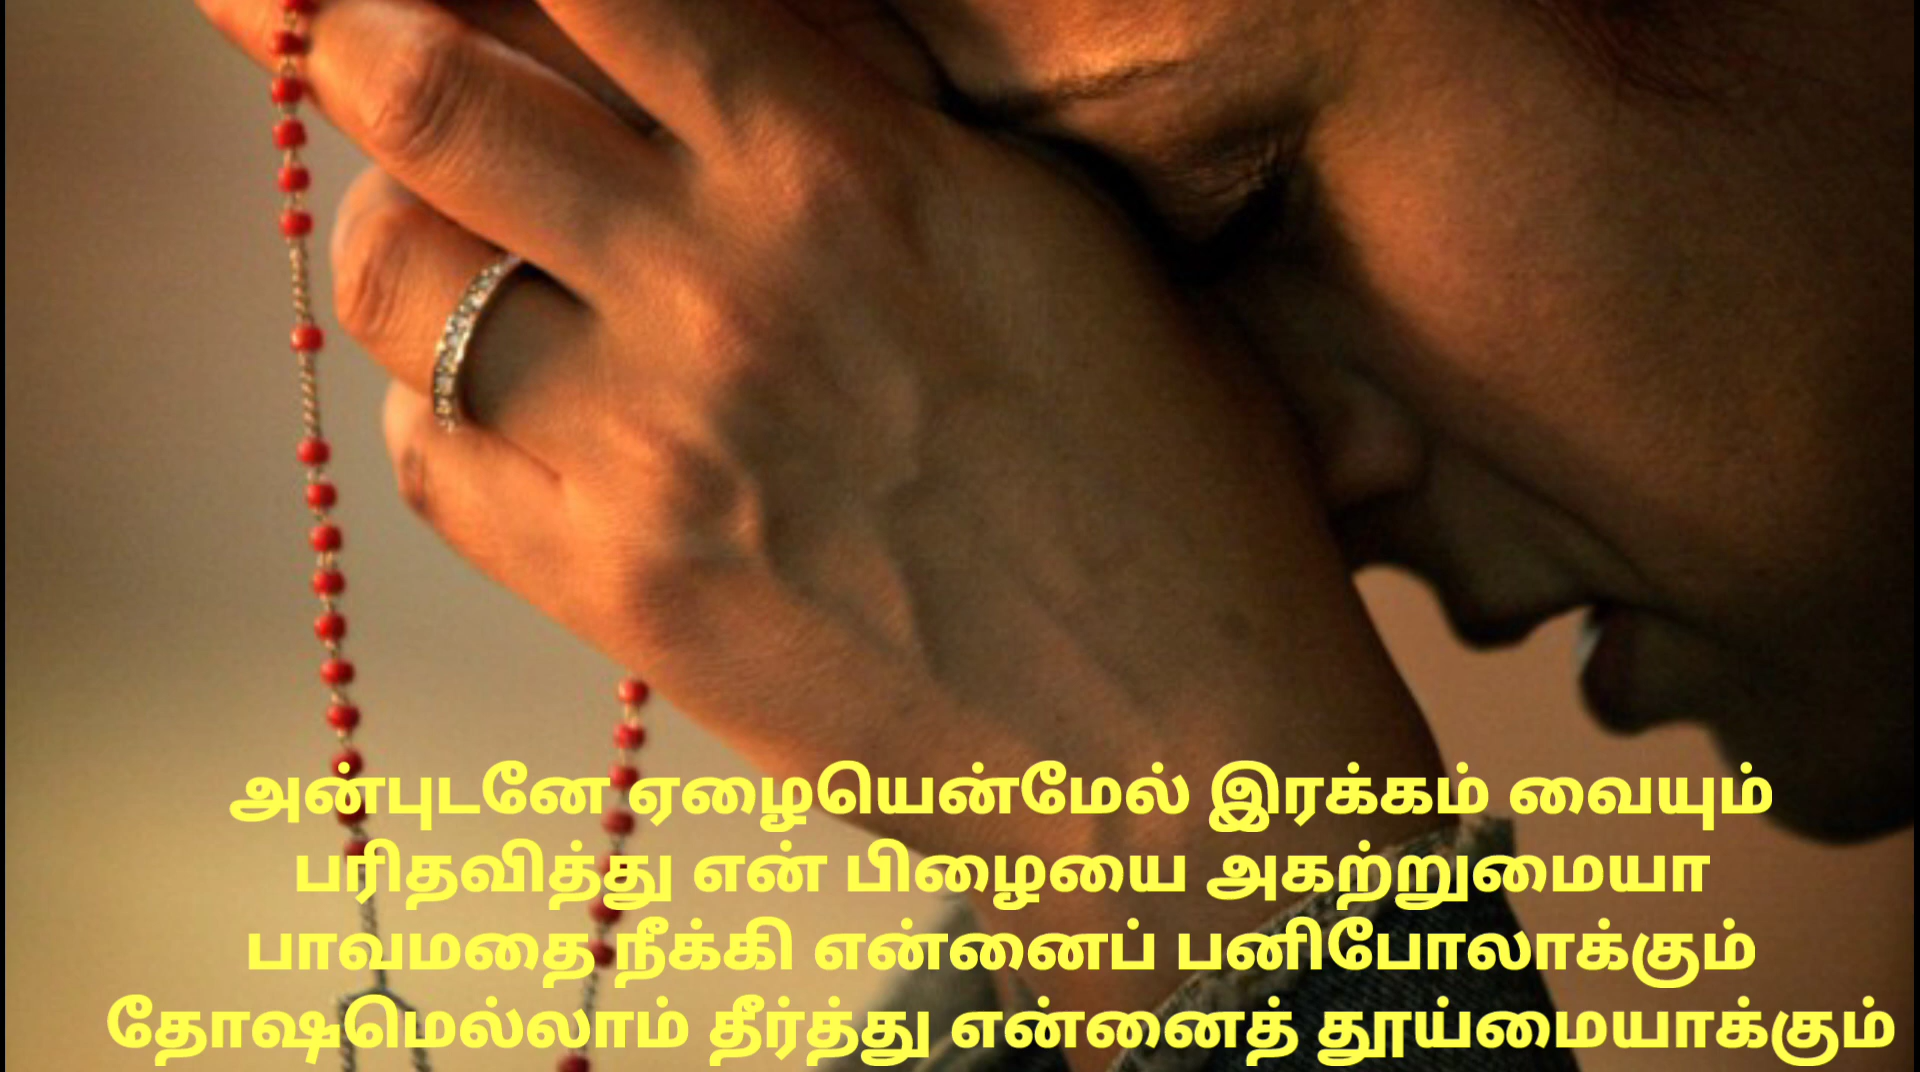 அன்புடனே ஏழையென்மேல் இரக்கம் வையும்
பரிதவித்து என் பிழையை அகற்றுமையா
பாவமதை நீக்கி என்னைப் பனிபோலாக்கும்
தோஷமெல்லாம் தீர்த்து என்னைத் தூய்மையாக்கும்